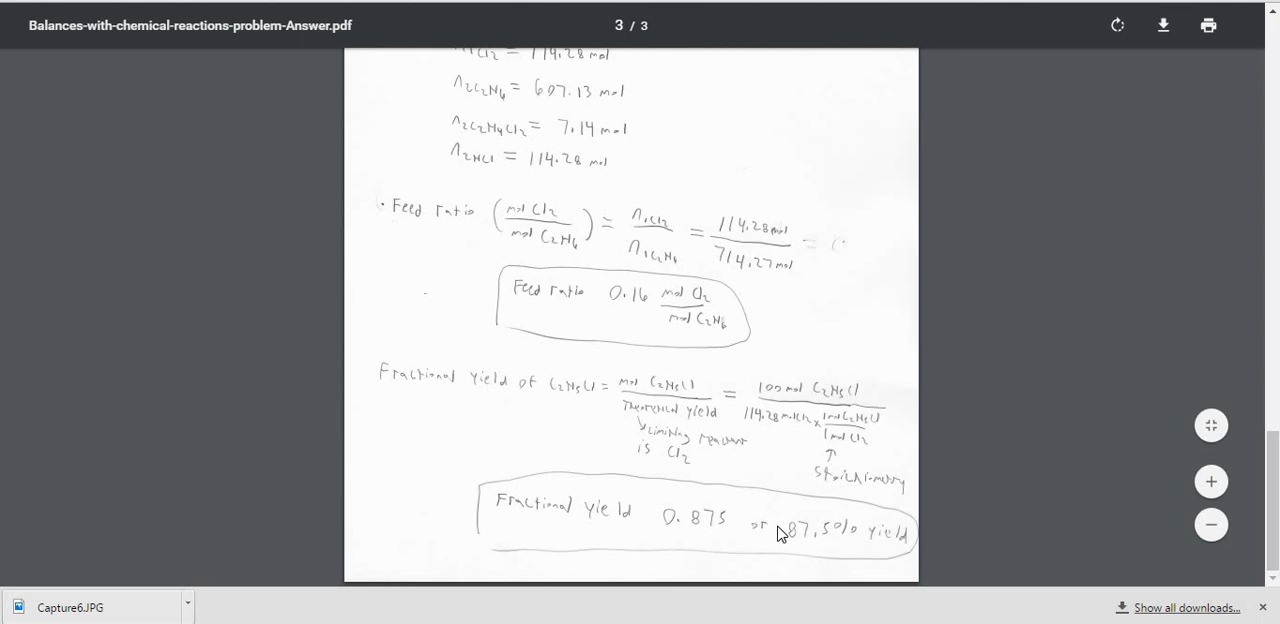 Balances-with-chemical-reactions-problem-Answer.pdf
3 / 3
n1Cl2 = 114.28 mol
n2C2H6 = 607.13 mol
n2C2H4Cl2 = 7.14 mol
n2HCl = 114.28 mol
• Feed ratio (mol Cl2 / mol C2H6) = n1Cl2 / n1C2H6 = 114.28 mol / 714.27 mol =
Feed ratio 0.16 mol Cl2 / mol C2H6
Fractional yield of C2H5Cl = mol C2H5Cl / Theoretical yield = 100 mol C2H5Cl / 114.28 mol Cl2 x 1 mol C2H5Cl / 1 mol Cl2
Limiting reactant
is Cl2
↑
Stoichiometry
Fractional yield 0.875 or 87.5% yield
Capture6.JPG
Show all downloads...